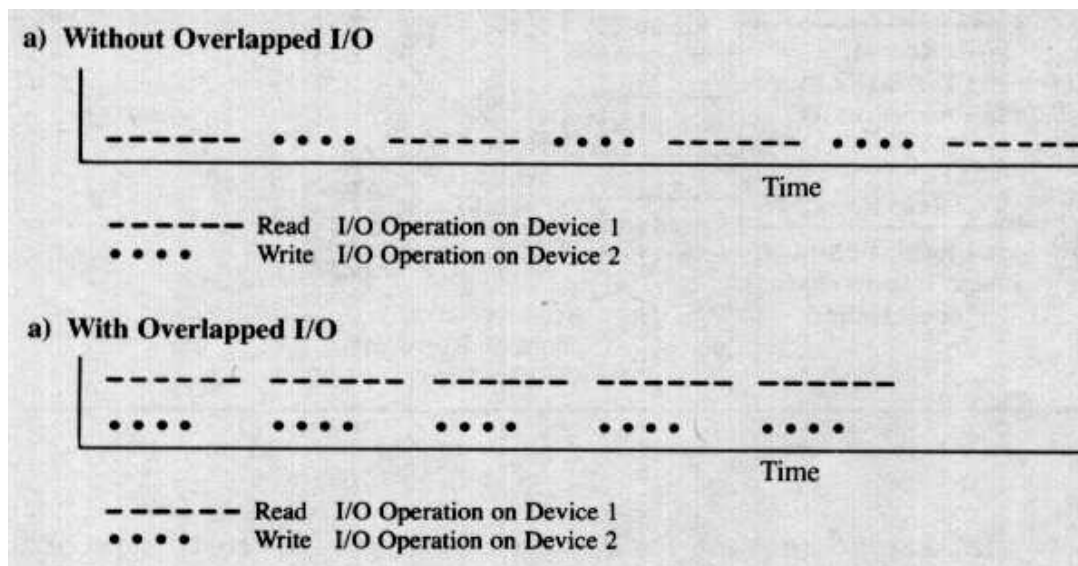 a) Without Overlapped I/O
Time
Read I/O Operation on Device 1
Write I/O Operation on Device 2
a) With Overlapped I/O
Time
Read I/O Operation on Device 1
Write I/O Operation on Device 2